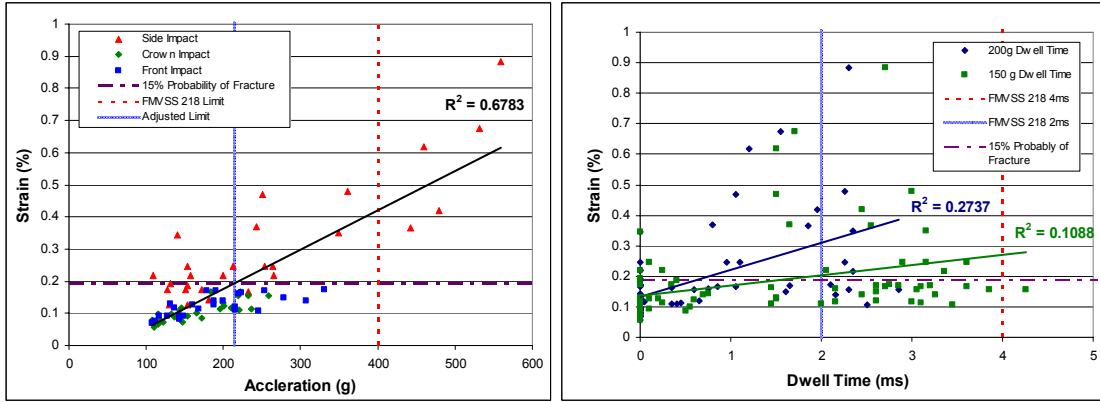 Side Impact
Crown Impact
Front Impact
15% Probability of Fracture
FMVSS 218 Limit
Adjusted Limit
R² = 0.6783
1
0.9
0.8
0.7
0.6
0.5
0.4
0.3
0.2
0.1
0
Strain (%)
0 100 200 300 400 500 600
Accleration (g)
200g Dwell Time
150 g Dwell Time
FMVSS 218 4ms
FMVSS 218 2ms
15% Probably of
Fracture
R² = 0.2737
R² = 0.1088
1
0.9
0.8
0.7
0.6
0.5
0.4
0.3
0.2
0.1
0
Strain (%)
0 1 2 3 4 5
Dwell Time (ms)